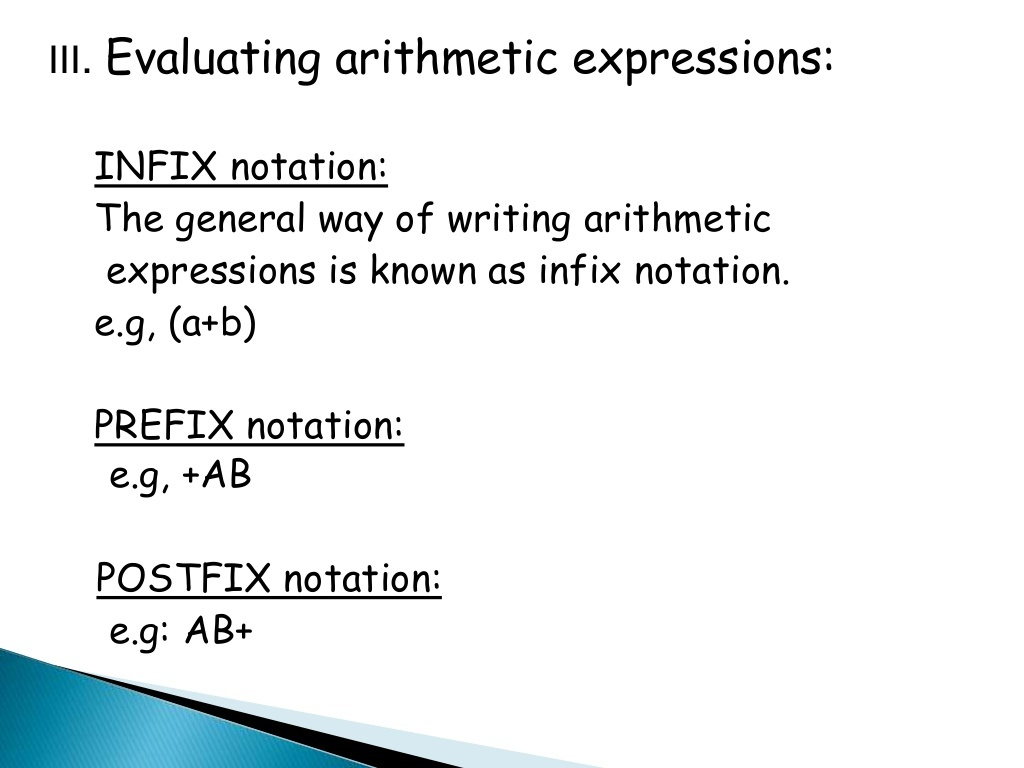 III. Evaluating arithmetic expressions:
INFIX notation:
The general way of writing arithmetic
expressions is known as infix notation.
e.g, (a+b)
PREFIX notation:
e.g, +AB
POSTFIX notation:
e.g: AB+